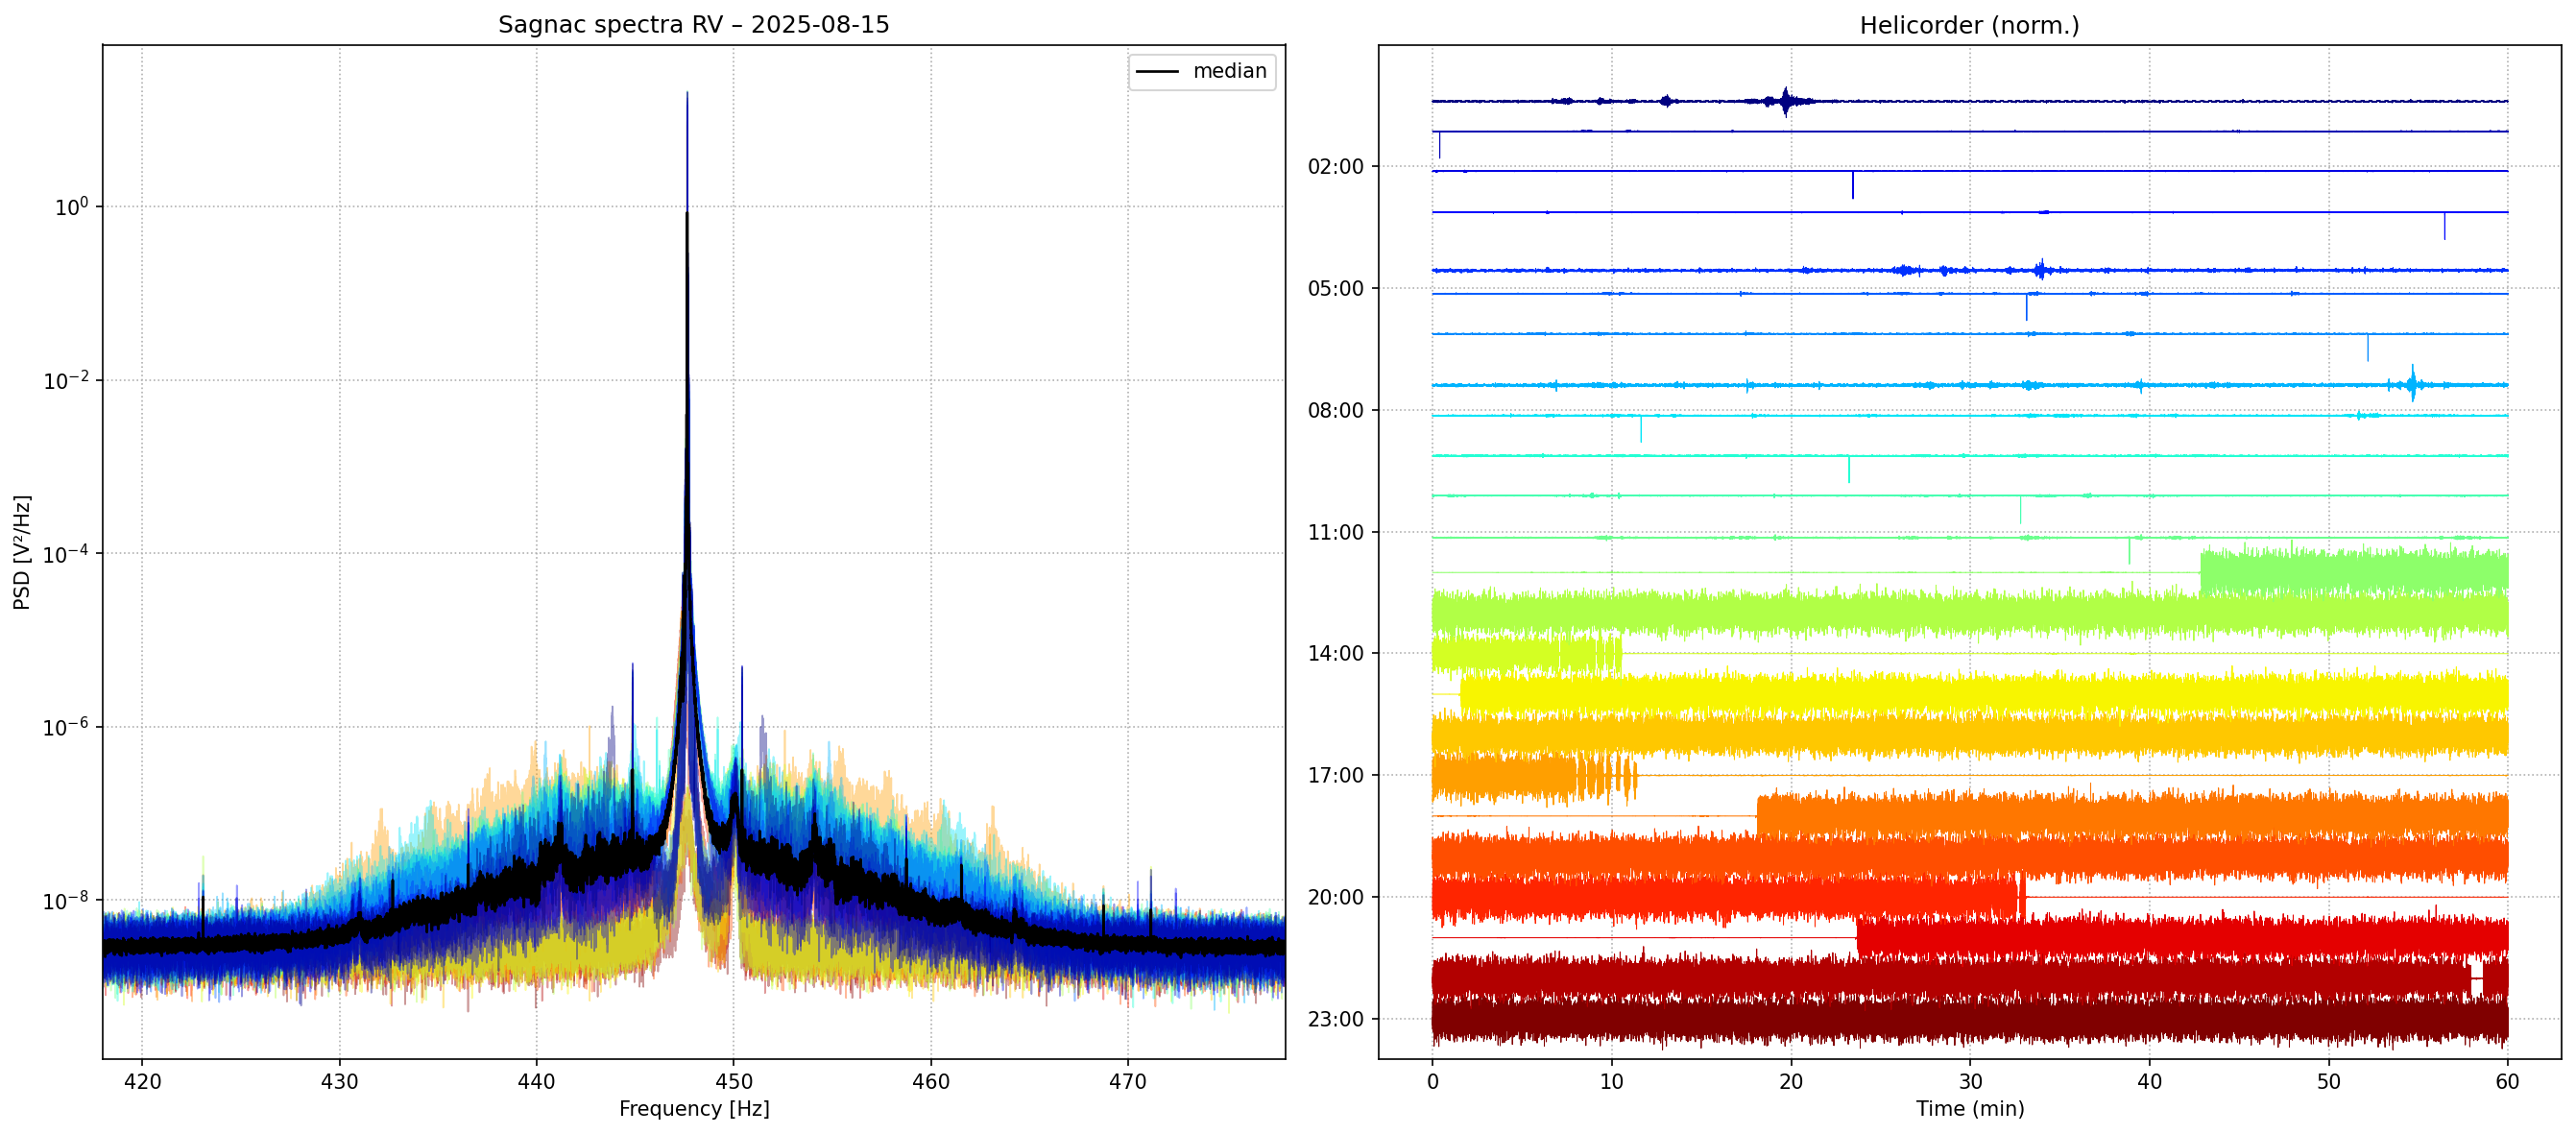 Sagnac spectra RV – 2025-08-15
median
10⁰
10⁻²
10⁻⁴
10⁻⁶
10⁻⁸
PSD [V²/Hz]
420 430 440 450 460 470
Frequency [Hz]
Helicorder (norm.)
02:00
05:00
08:00
11:00
14:00
17:00
20:00
23:00
0 10 20 30 40 50 60
Time (min)